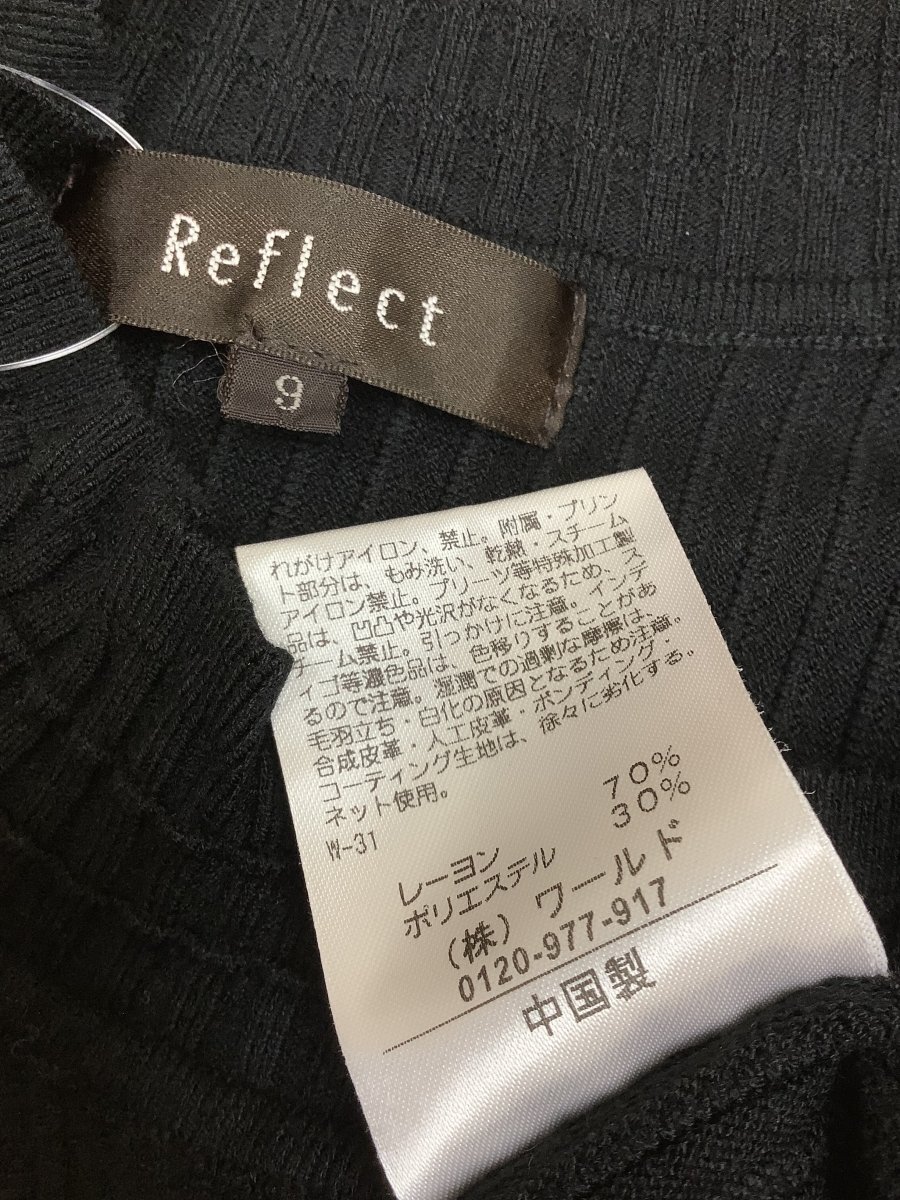 Reflect
9
れがけアイロン、禁止。附属・プリン
ト部分は、もみ洗い、乾熱・スチーム
アイロン禁止。プリーツ等特殊加工製
品は、凹凸や光沢がなくなるため、ス
チーム禁止。引っかけに注意。インデ
ィゴ等濃色品は、色移りすることがあ
るので注意。湿潤での過剰な摩擦は、
毛羽立ち・白化の原因となるため注意。
合成皮革・人工皮革・ボンディング
コーティング生地は、徐々に劣化する。
ネット使用。
W-31
レーヨン 70%
ポリエステル 30%
(株) ワールド
0120-977-917
中国製